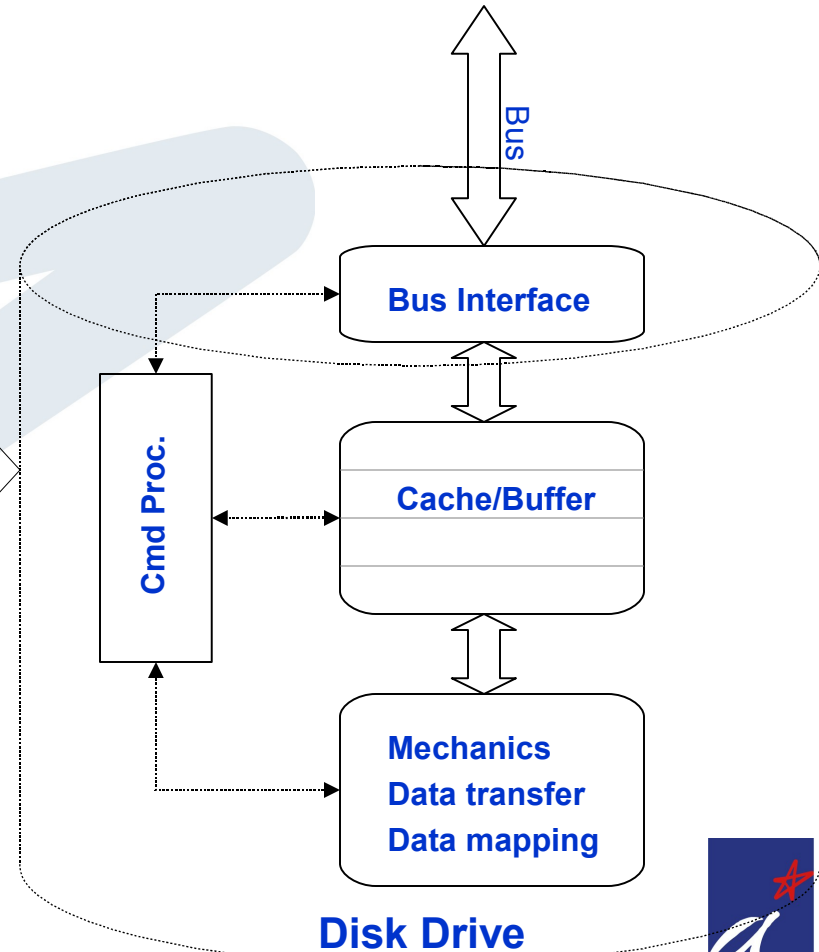 Bus
Bus Interface
Cmd Proc.
Cache/Buffer
Mechanics
Data transfer
Data mapping
Disk Drive